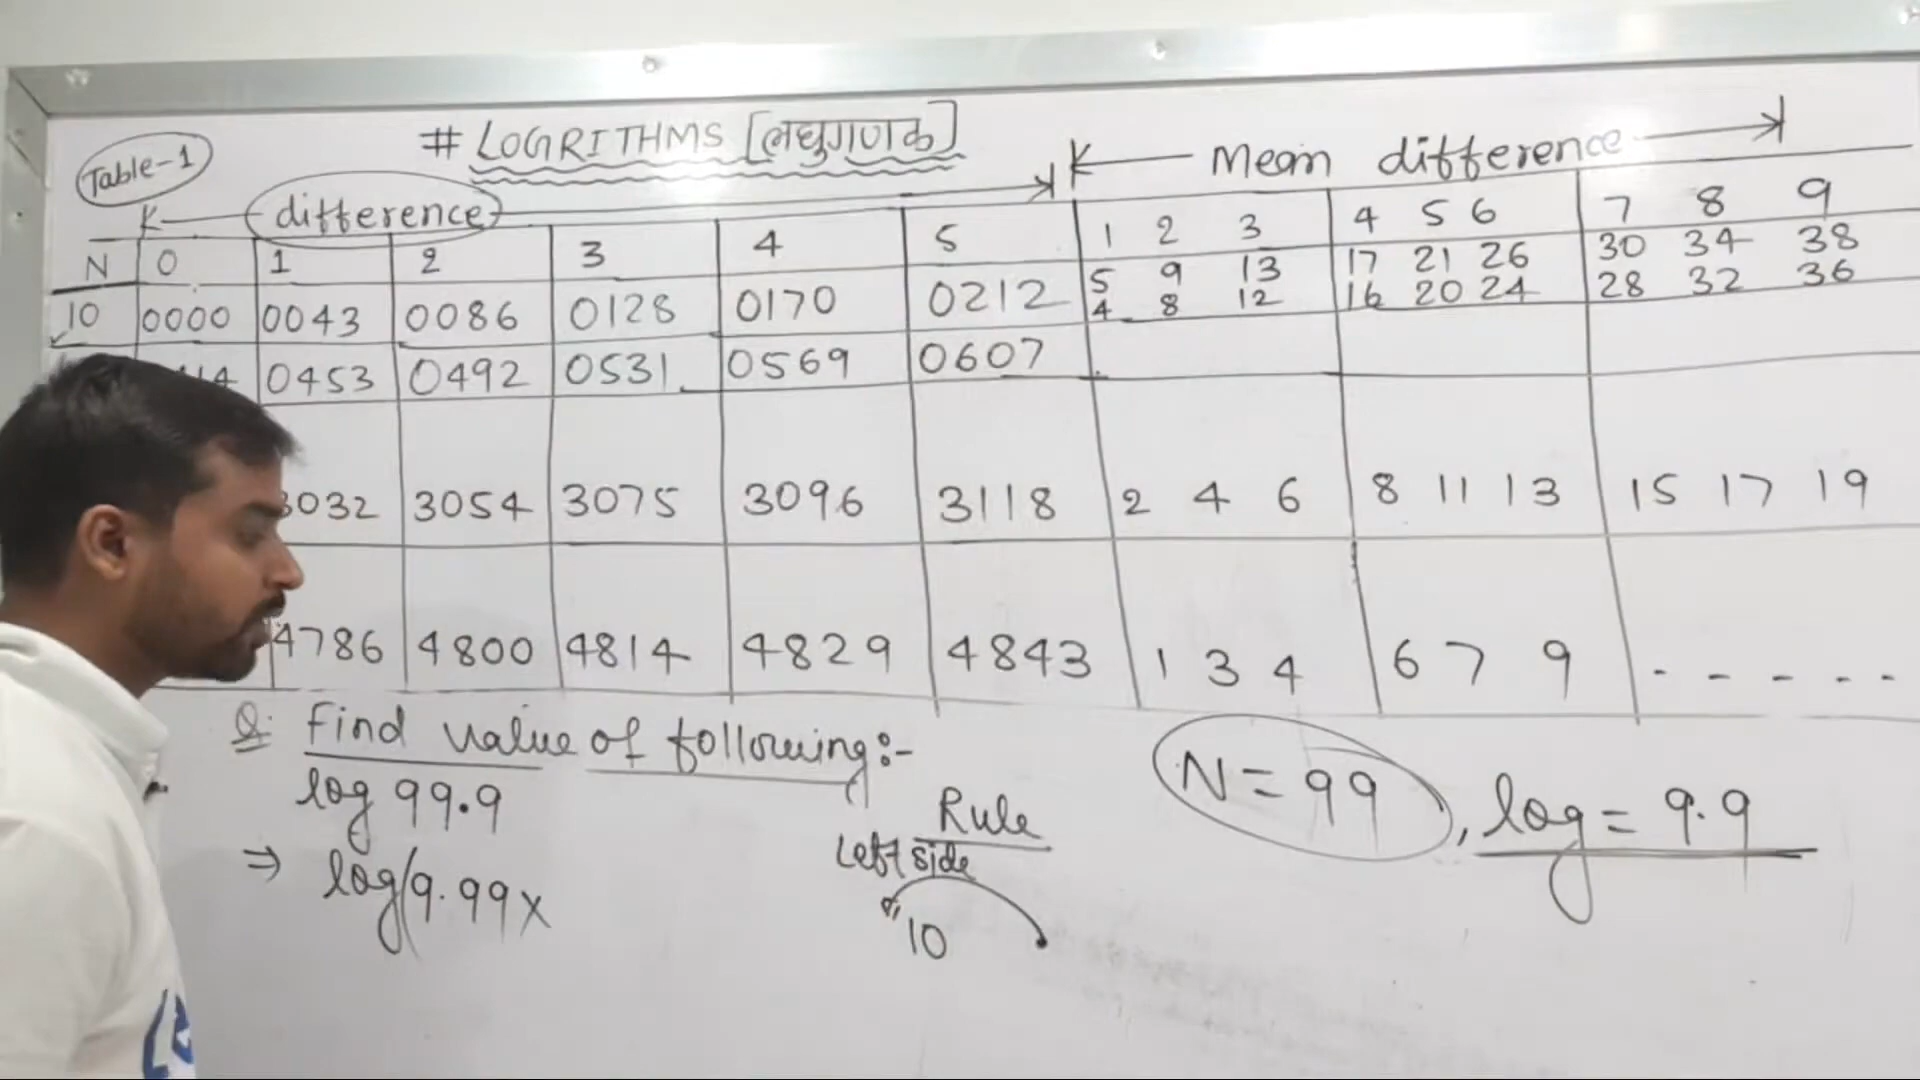 Table-1
# LOGRITHMS [लघुगणक]
Mean difference
difference
N 0 1 2 3 4 5 1 2 3 4 5 6 7 8 9
10 0000 0043 0086 0128 0170 0212 5 9 13 17 21 26 30 34 38
4 8 12 16 20 24 28 32 36
14 0453 0492 0531 0569 0607
3032 3054 3075 3096 3118 2 4 6 8 11 13 15 17 19
4786 4800 4814 4829 4843 1 3 4 6 7 9 - - - - -
Q. Find value of following:-
log 99.9
⇒ log(9.99x
Rule
Left side
10
N = 99, log = 9.9